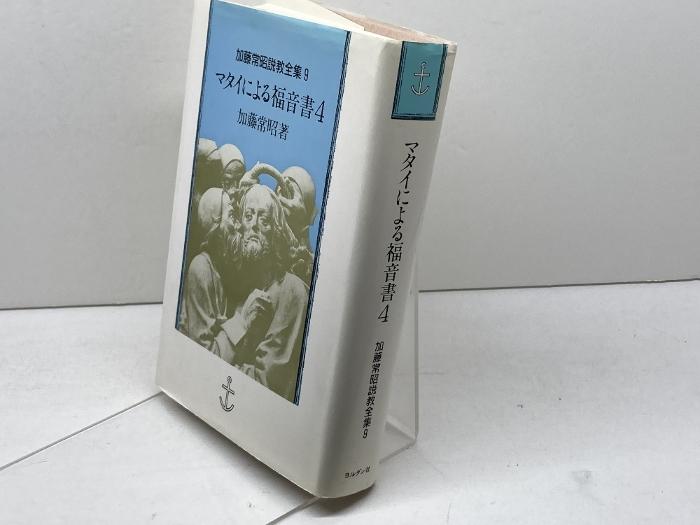 加藤常昭説教全集9
マタイによる福音書4
加藤常昭著
マタイによる福音書4
加藤常昭説教全集9
ヨルダン社